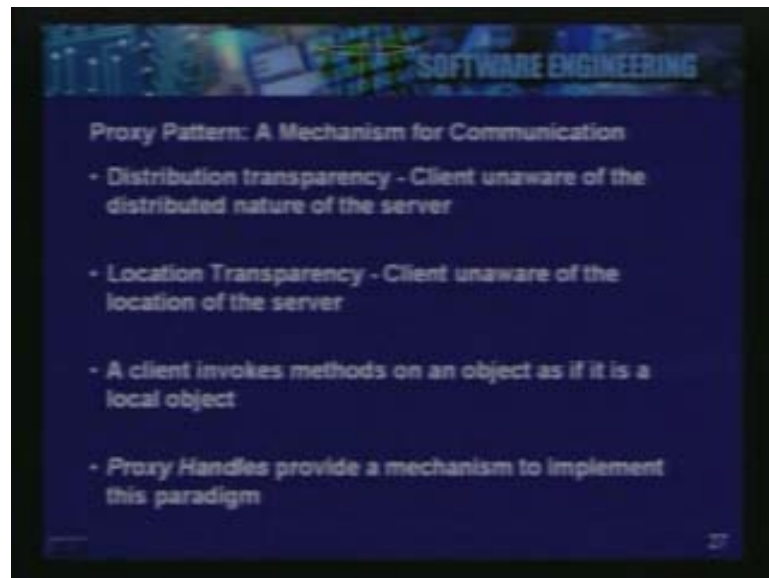 SOFTWARE ENGINEERING
Proxy Pattern: A Mechanism for Communication
• Distribution transparency - Client unaware of the
distributed nature of the server
• Location Transparency - Client unaware of the
location of the server
• A client invokes methods on an object as if it is a
local object
• Proxy Handles provide a mechanism to implement
this paradigm
27